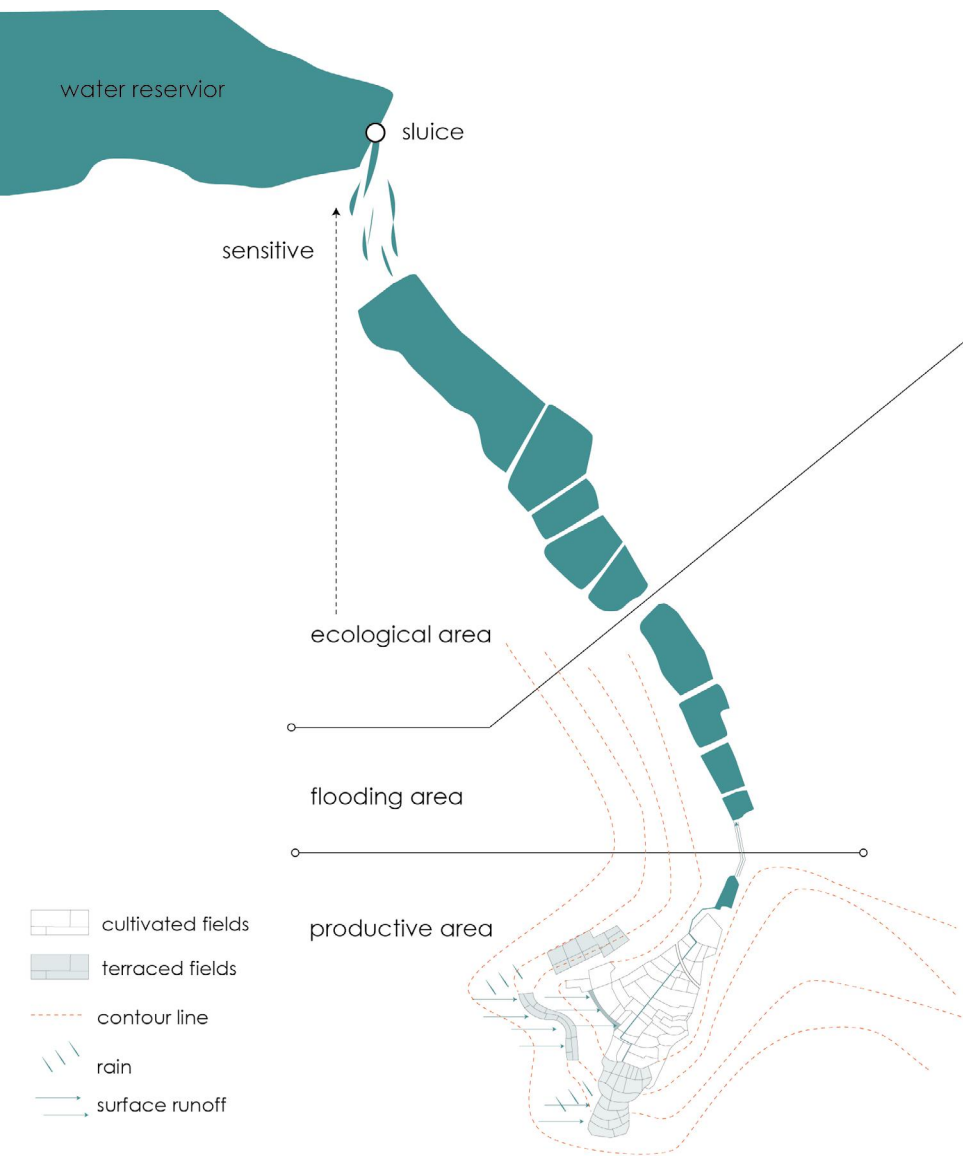 water reservior
sluice
sensitive
ecological area
flooding area
productive area
cultivated fields
terraced fields
contour line
rain
surface runoff